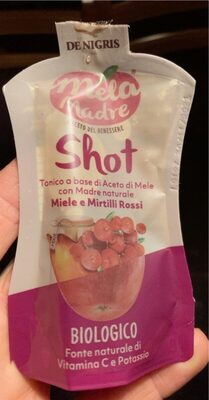 DE NIGRIS
mela
madre
ACETO DEL BENESSERE
Shot
Tonico a base di Aceto di Mele
con Madre naturale
Miele e Mirtilli Rossi
BIOLOGICO
Fonte naturale di
Vitamina C e Potassio